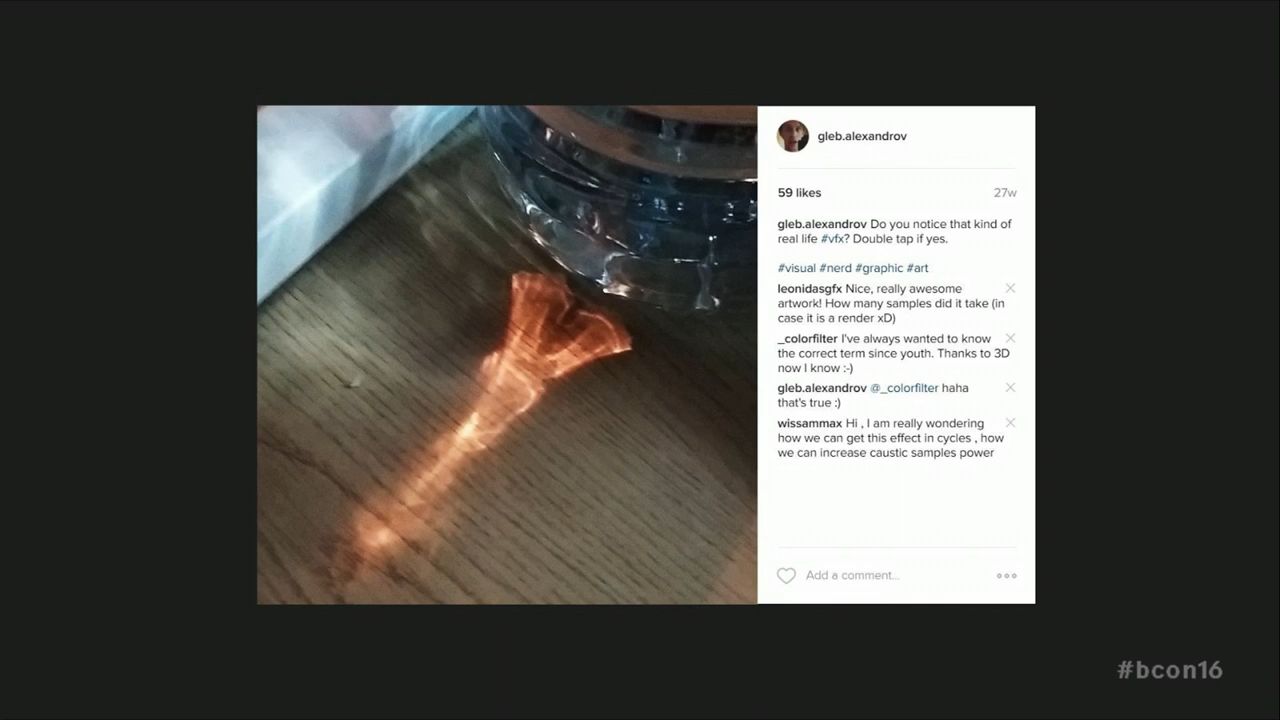 gleb.alexandrov
59 likes 27w
gleb.alexandrov Do you notice that kind of
real life #vfx? Double tap if yes.
#visual #nerd #graphic #art
leonidasgfx Nice, really awesome
artwork! How many samples did it take (in
case it is a render xD)
_colorfilter I've always wanted to know
the correct term since youth. Thanks to 3D
now I know :-)
gleb.alexandrov @_colorfilter haha
that's true :)
wissammax Hi , I am really wondering
how we can get this effect in cycles , how
we can increase caustic samples power
Add a comment...
#bcon16